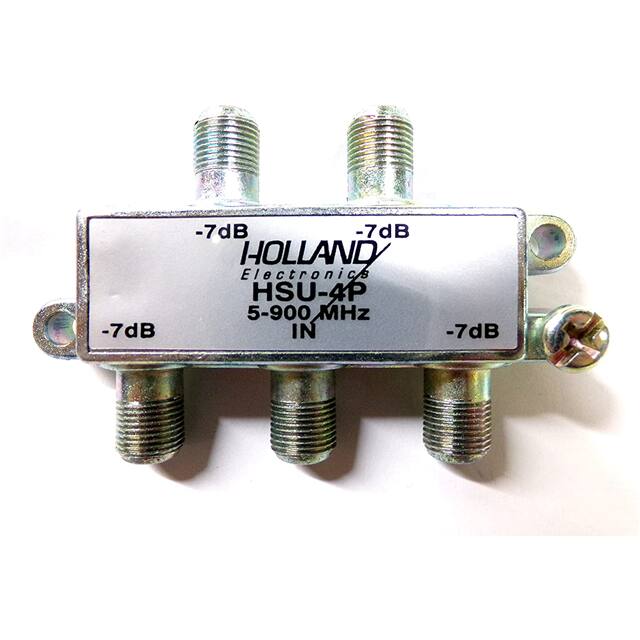 -7dB -7dB
HOLLAND
Electronics
HSU-4P
5-900 MHz
-7dB IN -7dB